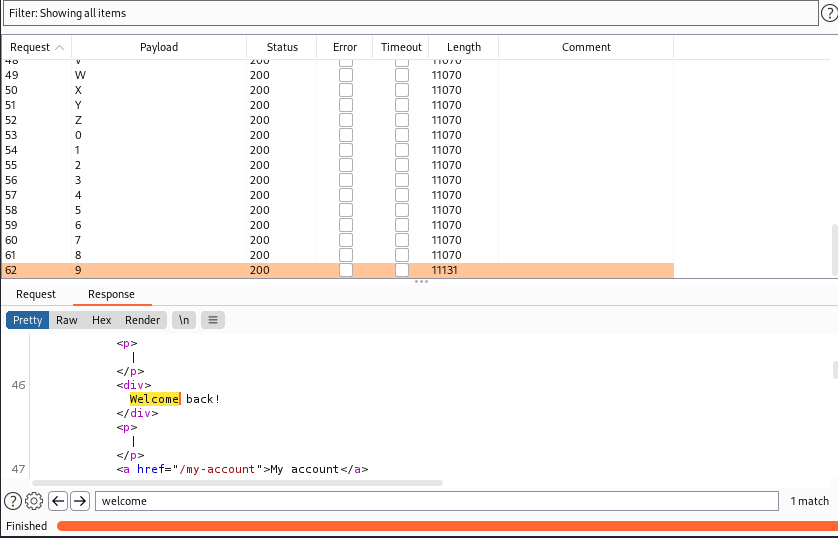 Filter: Showing all items ?
Request Payload Status Error Timeout Length Comment
48 V 200 11070
49 W 200 11070
50 X 200 11070
51 Y 200 11070
52 Z 200 11070
53 0 200 11070
54 1 200 11070
55 2 200 11070
56 3 200 11070
57 4 200 11070
58 5 200 11070
59 6 200 11070
60 7 200 11070
61 8 200 11070
62 9 200 11131
Request Response
Pretty Raw Hex Render \n
<p>
|
</p>
46 <div>
Welcome back!
</div>
<p>
|
</p>
47 <a href="/my-account">My account</a>
? welcome 1 match
Finished